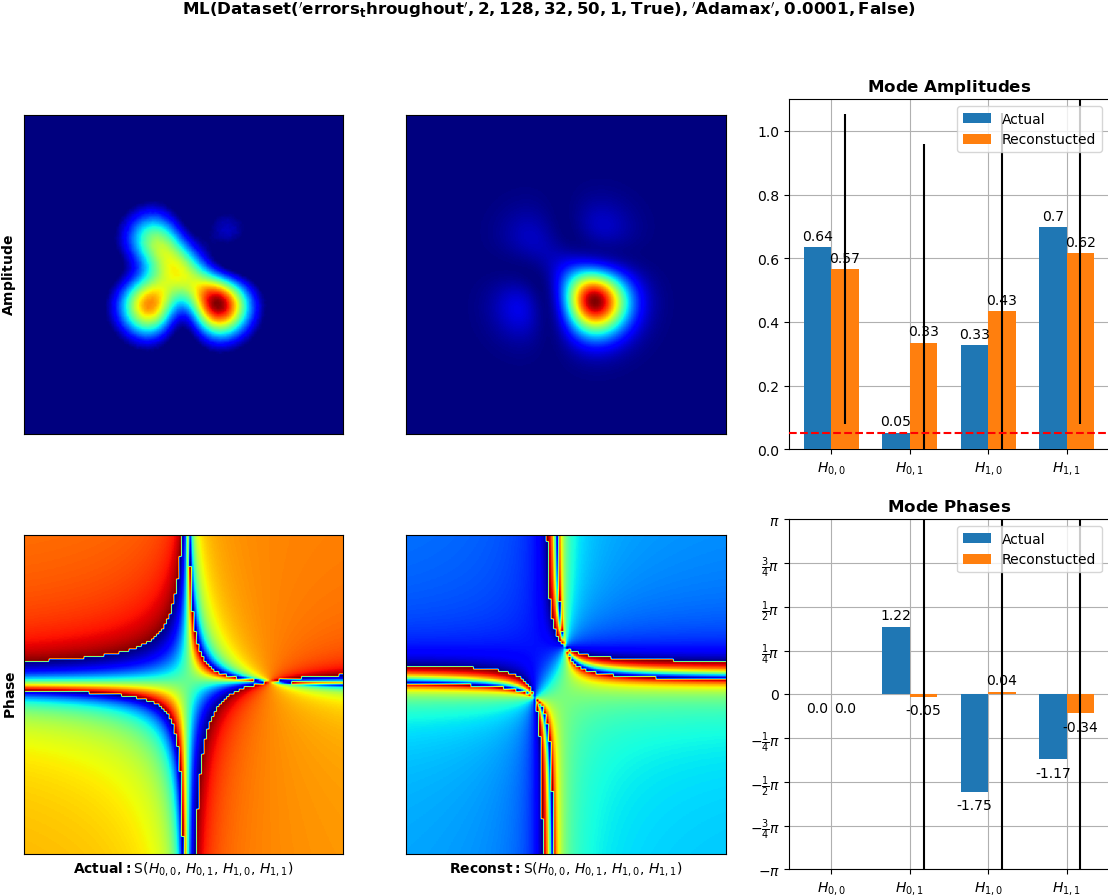 ML(Dataset('errors_throughout', 2, 128, 32, 50, 1, True), 'Adamax', 0.0001, False)
Mode Amplitudes
Amplitude
Actual
Reconstucted
1.0
0.8
0.6
0.4
0.2
0.0
0.64
0.57
0.05
0.33
0.33
0.43
0.7
0.62
H0,0
H0,1
H1,0
H1,1
Mode Phases
Phase
Actual
Reconstucted
π
3/4π
1/2π
1/4π
0
−1/4π
−1/2π
−3/4π
−π
0.0
0.0
1.22
-0.05
-1.75
0.04
-1.17
-0.34
H0,0
H0,1
H1,0
H1,1
Actual: S(H0,0, H0,1, H1,0, H1,1)
Reconst: S(H0,0, H0,1, H1,0, H1,1)